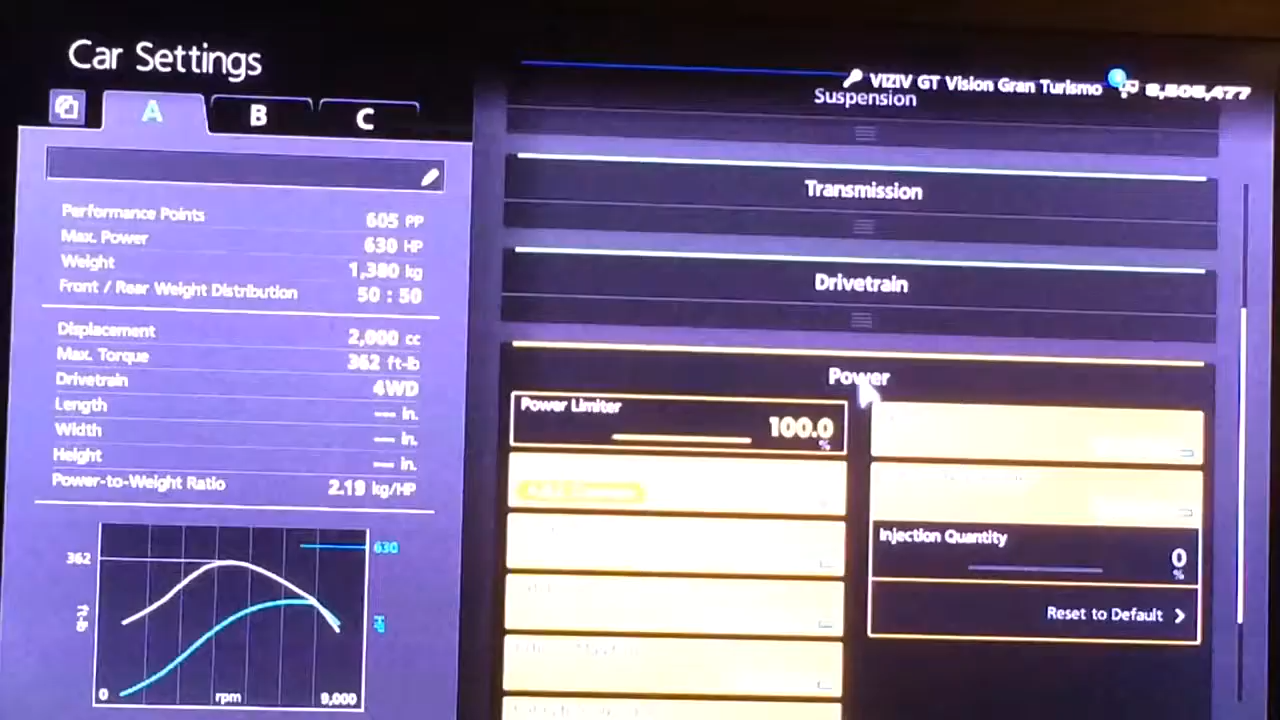 Car Settings
VIZIV GT Vision Gran Turismo
A
B
C
Performance Points 605 PP
Max. Power 630 HP
Weight 1,380 kg
Front / Rear Weight Distribution 50 : 50
Displacement 2,000 cc
Max. Torque 362 ft-lb
Drivetrain 4WD
Length --- in.
Width --- in.
Height --- in.
Power-to-Weight Ratio 2.19 kg/HP
362
630
ft-lb
HP
0
rpm
9,000
Suspension
Transmission
Drivetrain
Power
Power Limiter
100.0
%
Injection Quantity
0
%
Reset to Default